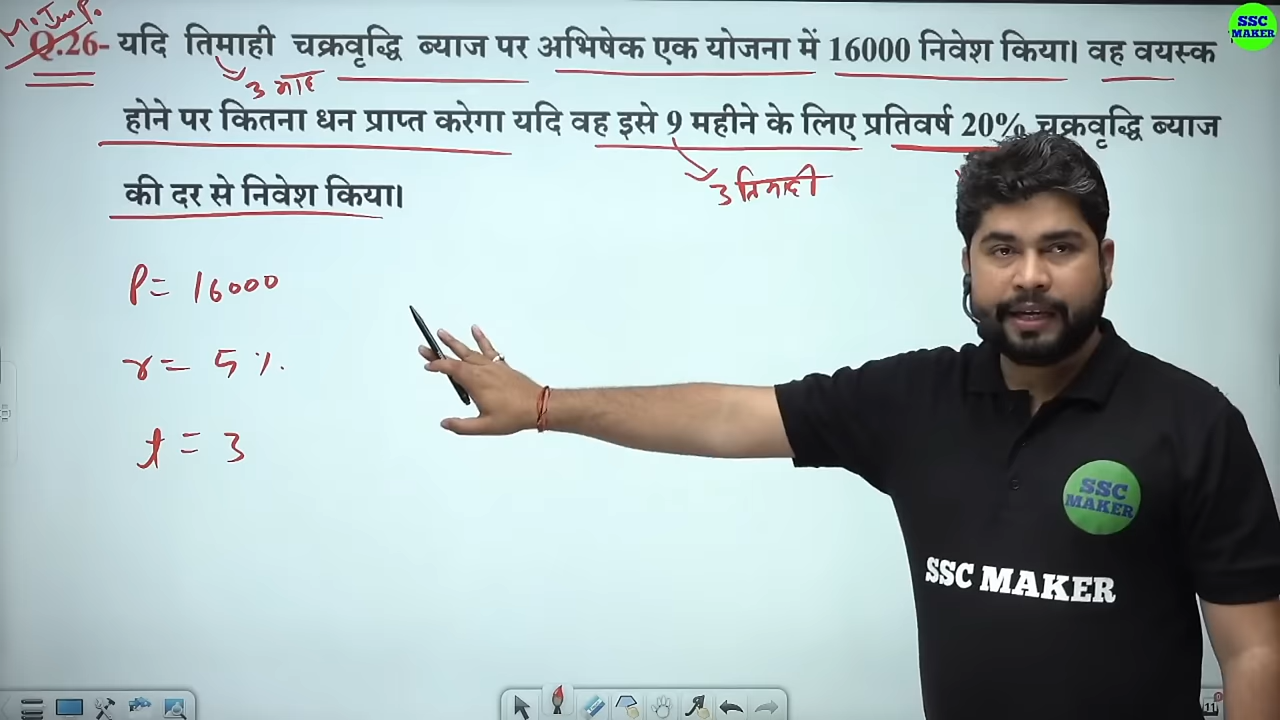 M. Imp.
Q.26- यदि तिमाही चक्रवृद्धि ब्याज पर अभिषेक एक योजना में 16000 निवेश किया। वह वयस्क
3 माह
होने पर कितना धन प्राप्त करेगा यदि वह इसे 9 महीने के लिए प्रतिवर्ष 20% चक्रवृद्धि ब्याज
3 तिमाही
की दर से निवेश किया।
P = 16000
r = 5 %.
t = 3
SSC
MAKER
SSC
MAKER
SSC MAKER
11